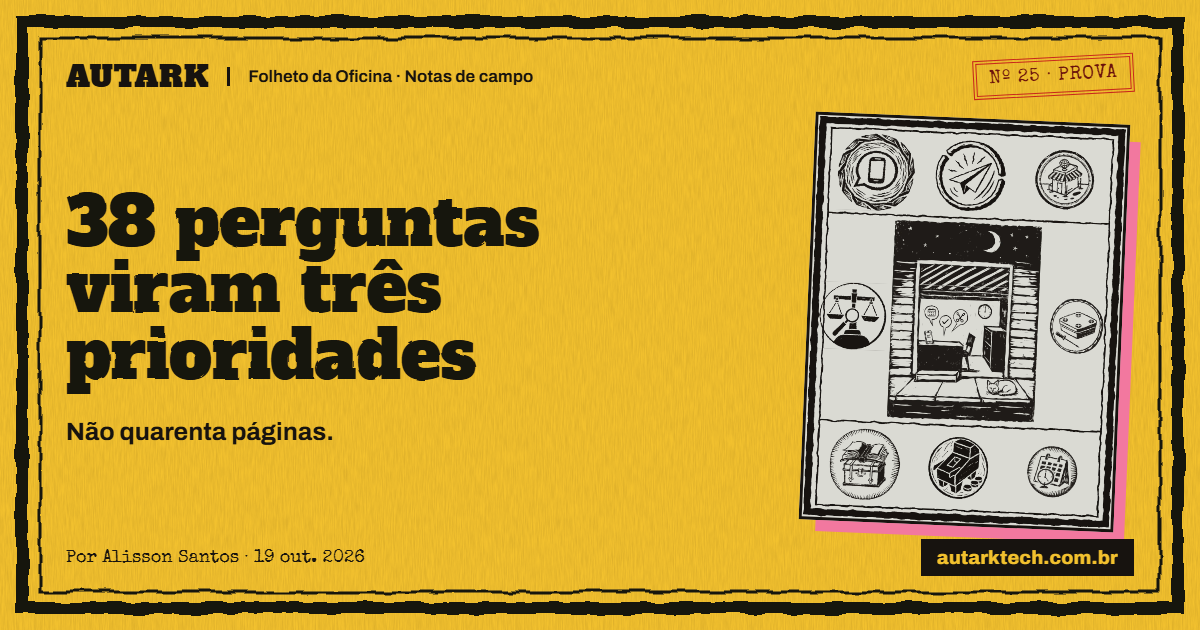 AUTARK | Folheto da Oficina · Notas de campo
Nº 25 · PROVA
38 perguntas
viram três
prioridades
Não quarenta páginas.
Por Alisson Santos · 19 out. 2026
autarktech.com.br